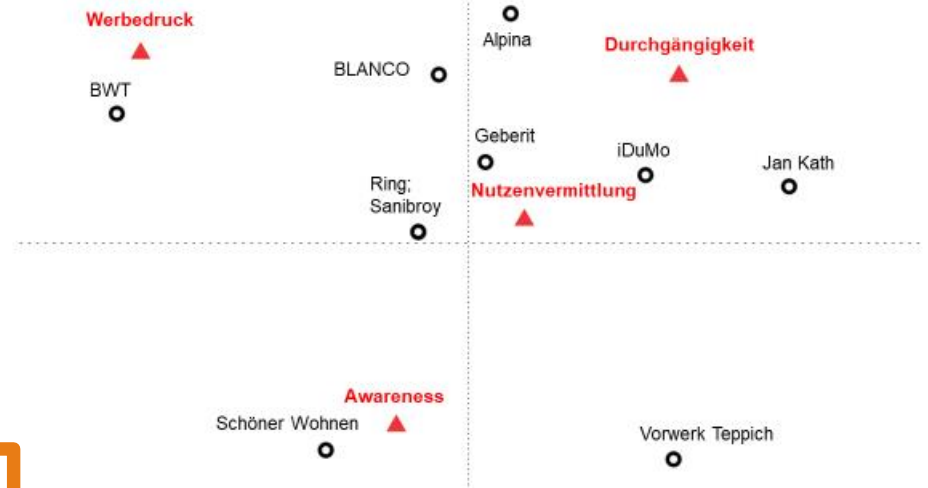 Werbedruck
Alpina
Durchgängigkeit
BLANCO
BWT
Geberit
iDuMo
Jan Kath
Ring;
Sanibroy
Nutzenvermittlung
Awareness
Schöner Wohnen
Vorwerk Teppich